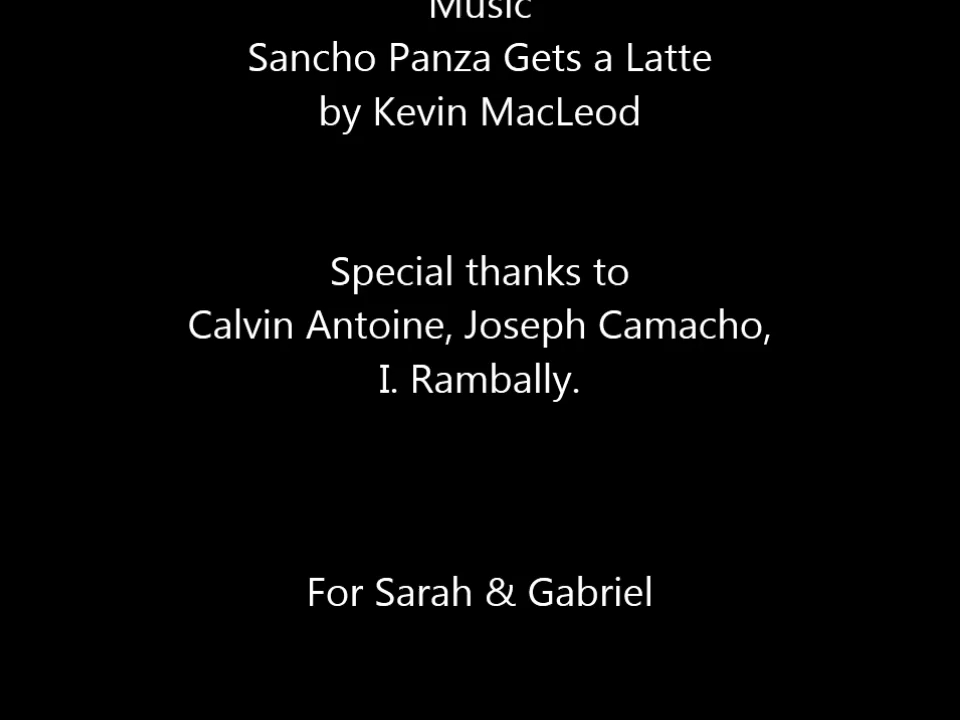 Music
Sancho Panza Gets a Latte
by Kevin MacLeod
Special thanks to
Calvin Antoine, Joseph Camacho,
I. Rambally.
For Sarah & Gabriel